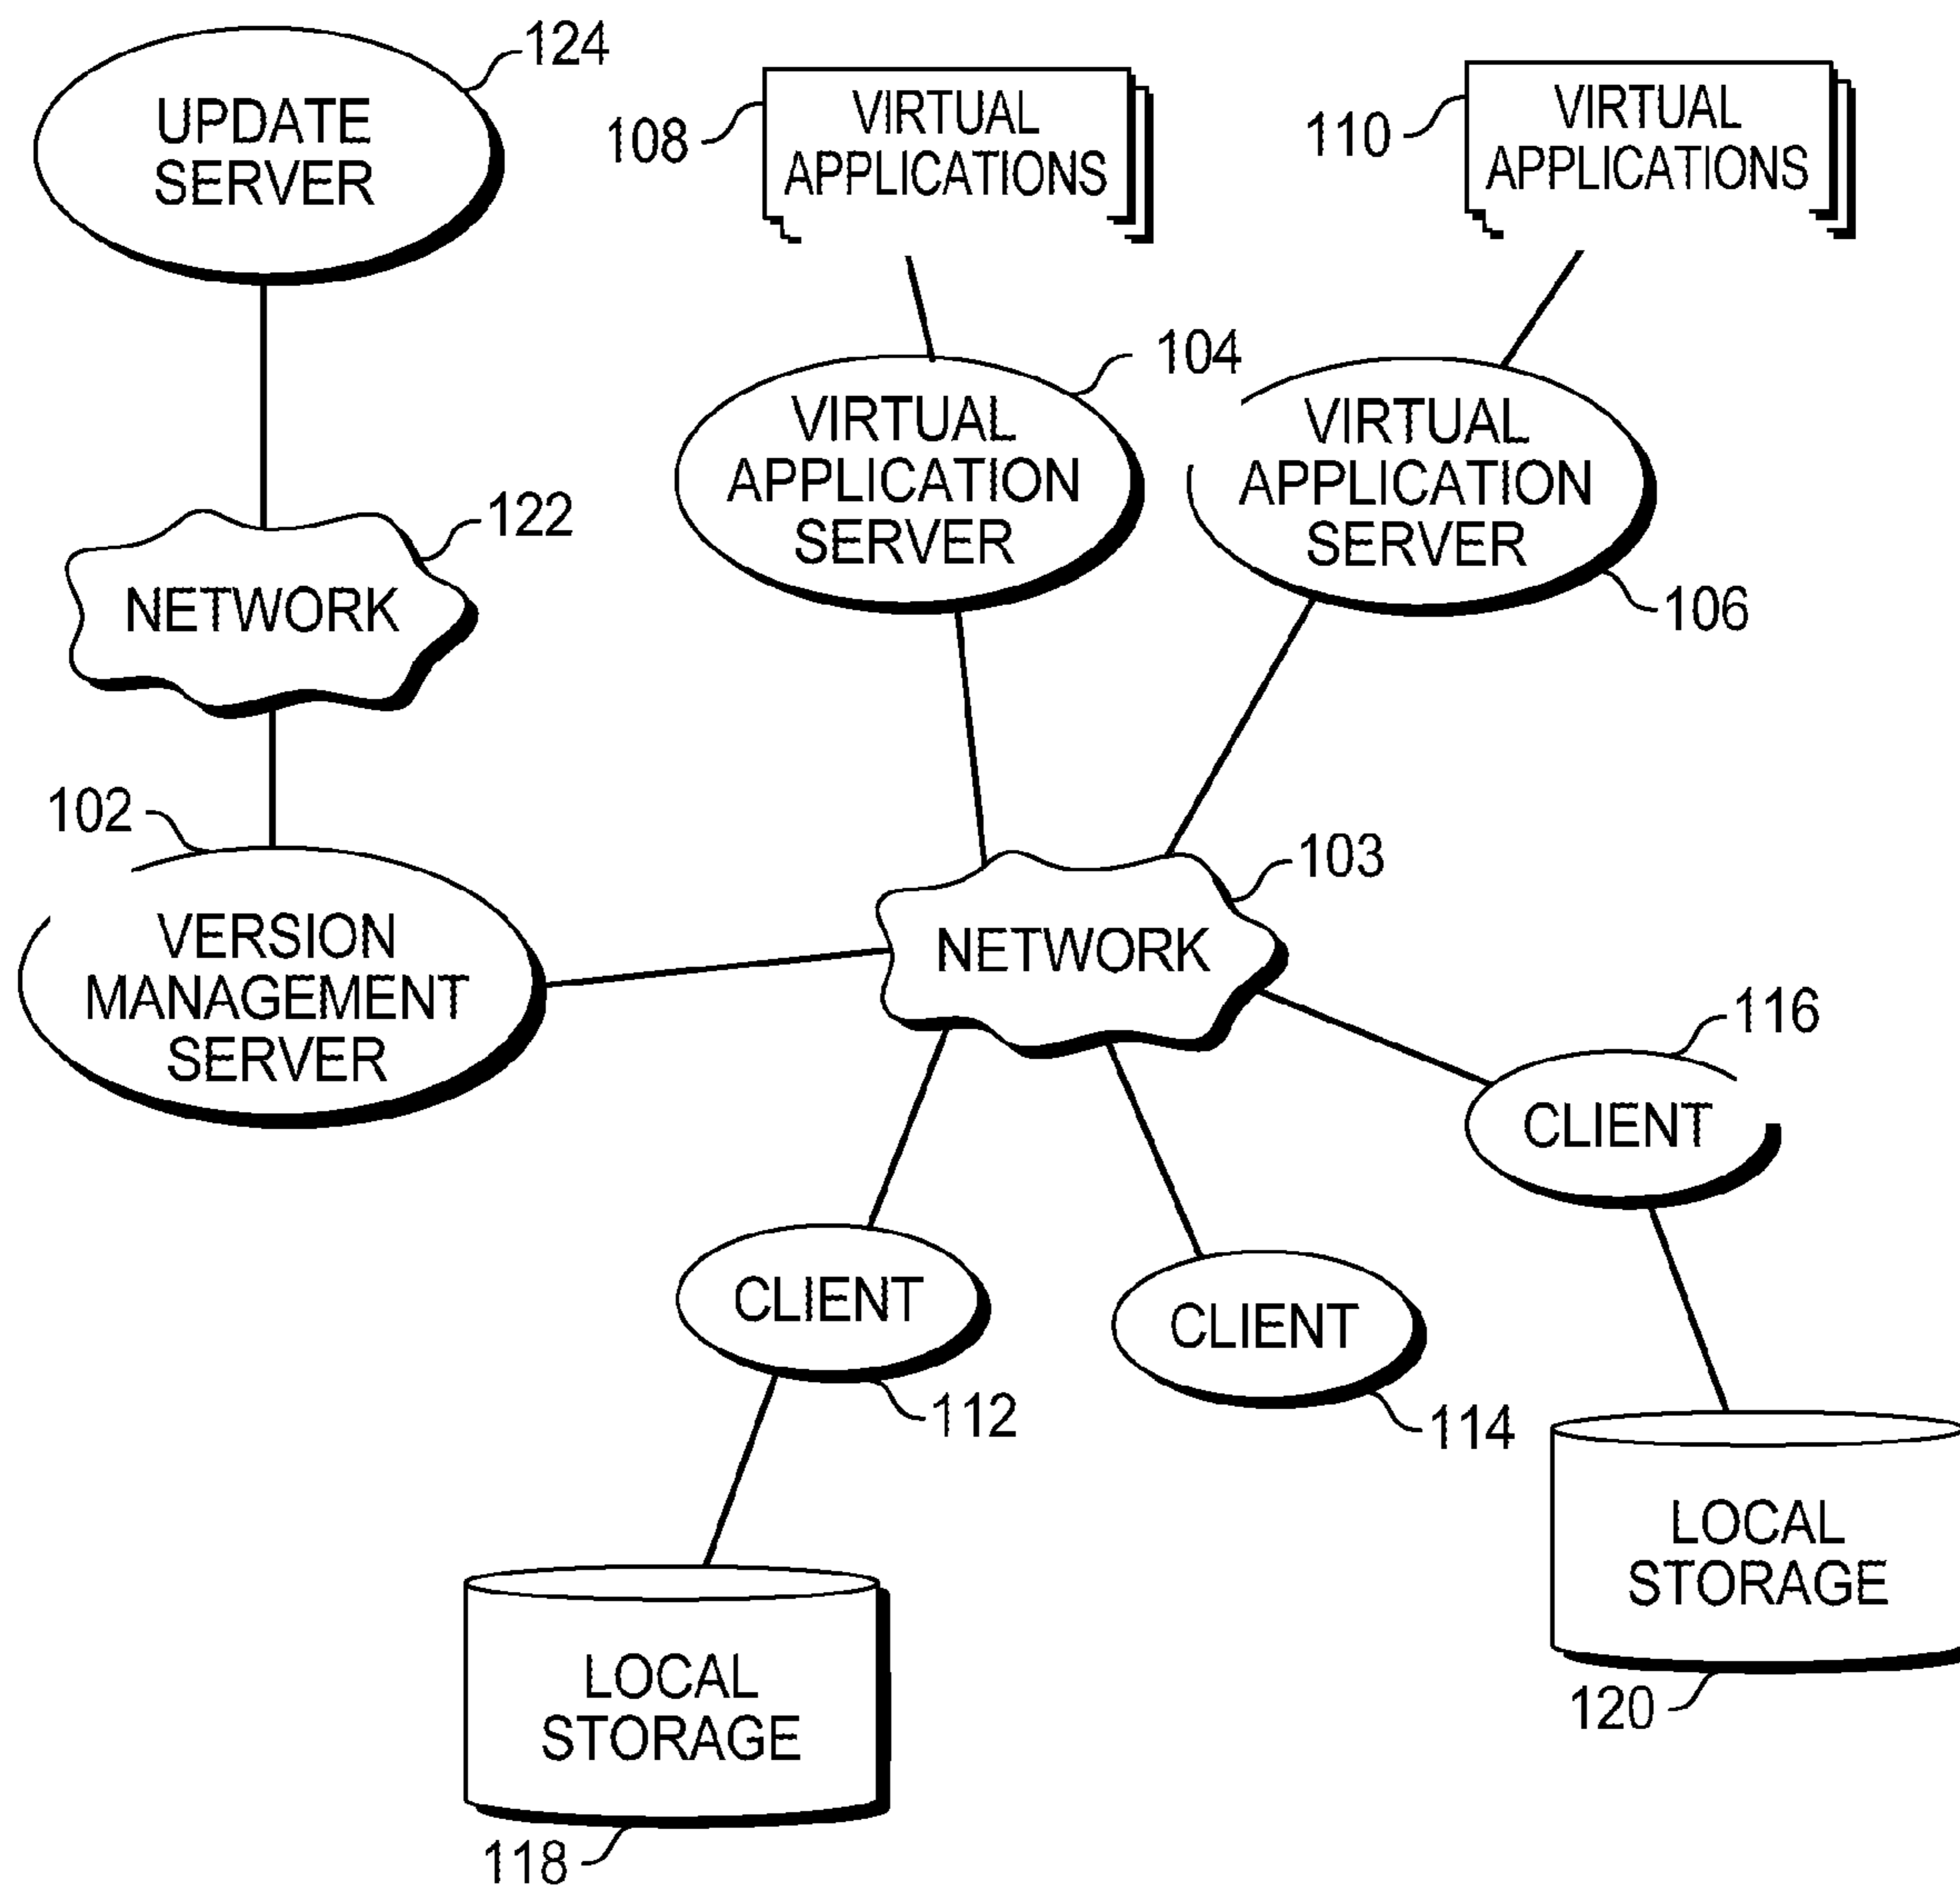 124
UPDATE
SERVER
108
VIRTUAL
APPLICATIONS
110
VIRTUAL
APPLICATIONS
104
VIRTUAL
APPLICATION
SERVER
VIRTUAL
APPLICATION
SERVER
106
122
NETWORK
102
VERSION
MANAGEMENT
SERVER
103
NETWORK
116
CLIENT
CLIENT
112
CLIENT
114
LOCAL
STORAGE
120
LOCAL
STORAGE
118